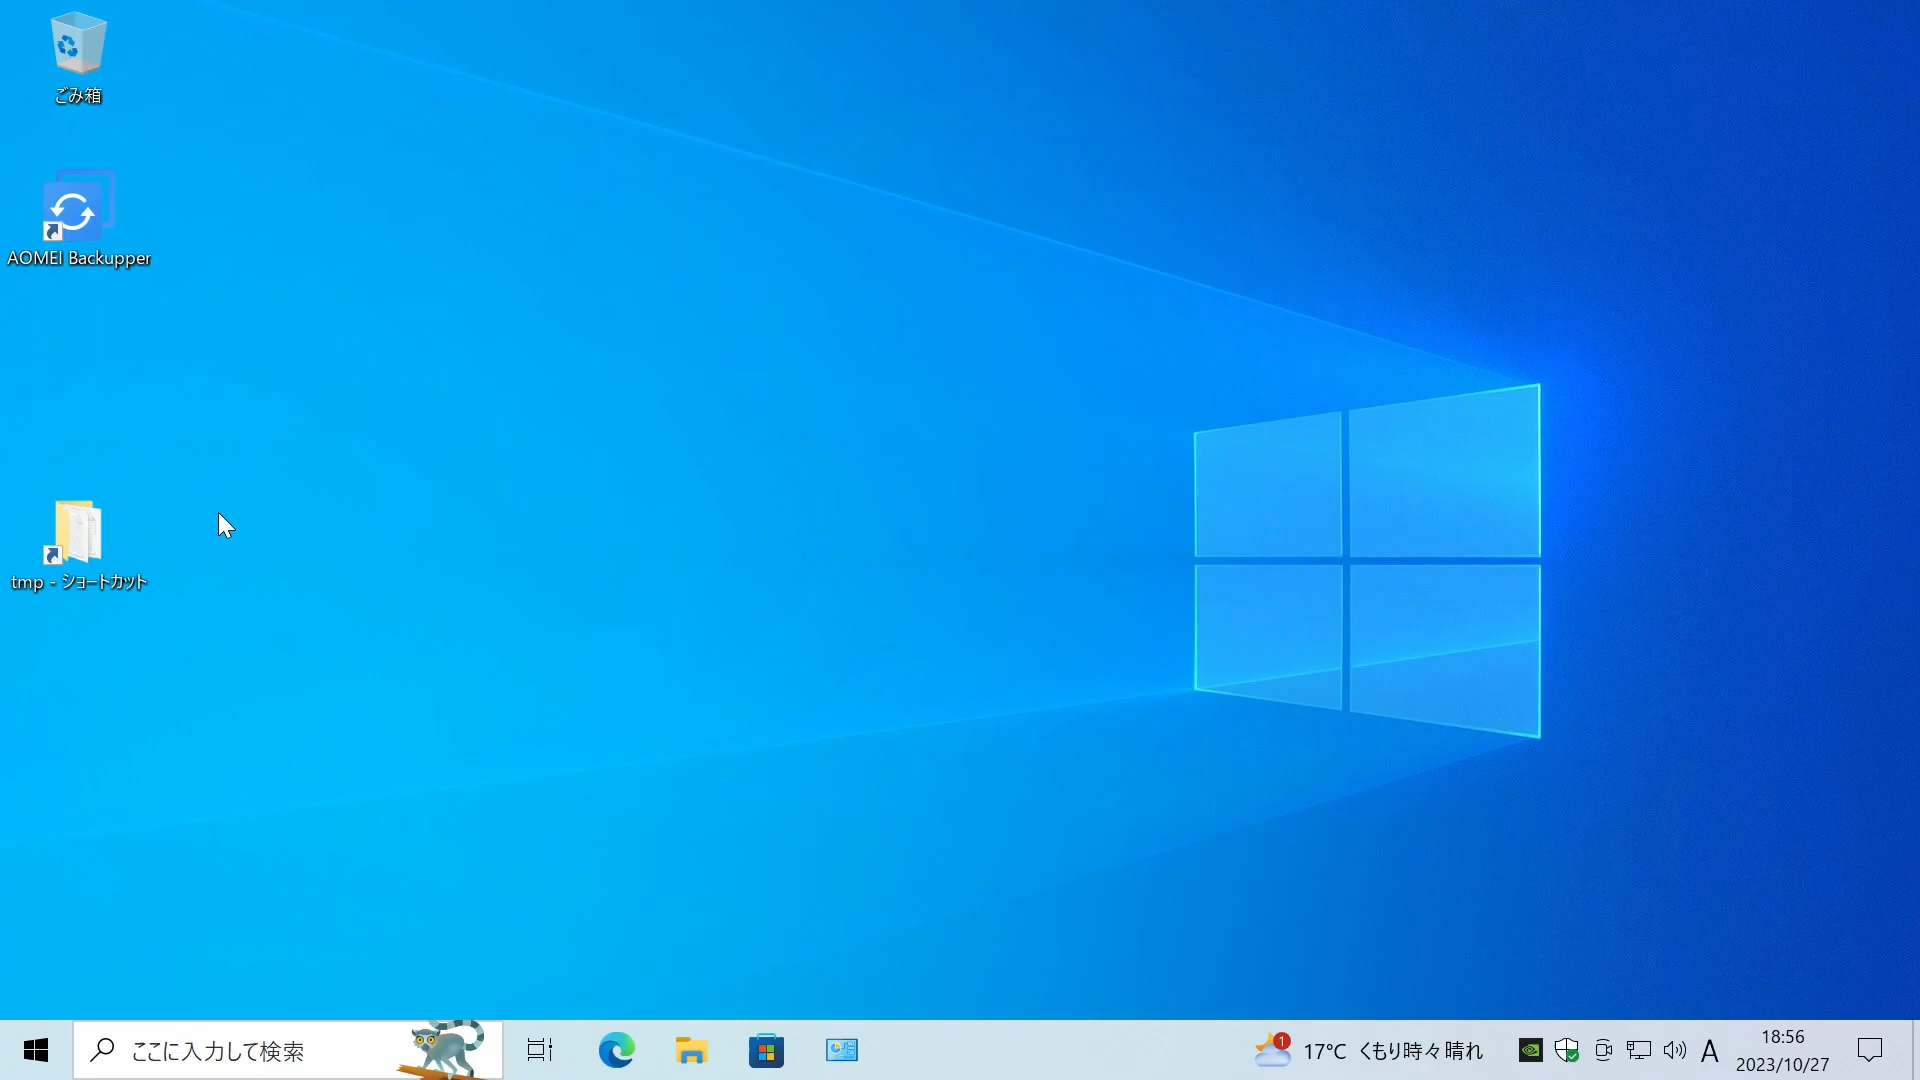 ごみ箱
AOMEI Backupper
tmp - ショートカット
ここに入力して検索
1
17°C くもり時々晴れ
A
18:56
2023/10/27